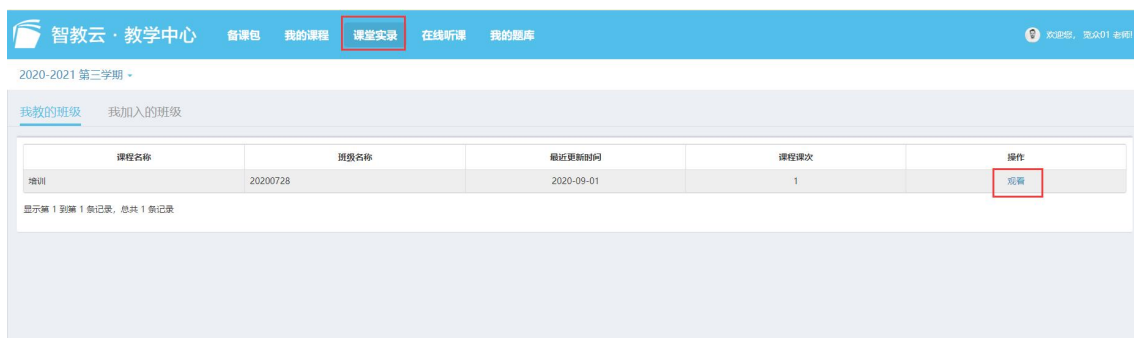 智教云·教学中心 备课包 我的课程 课堂实录 在线听课 我的题库 欢迎您，觅众01 老师!
2020-2021 第三学期
我教的班级 我加入的班级
课程名称 班级名称 最近更新时间 课程课次 操作
培训 20200728 2020-09-01 1 观看
显示第 1 到第 1 条记录，总共 1 条记录